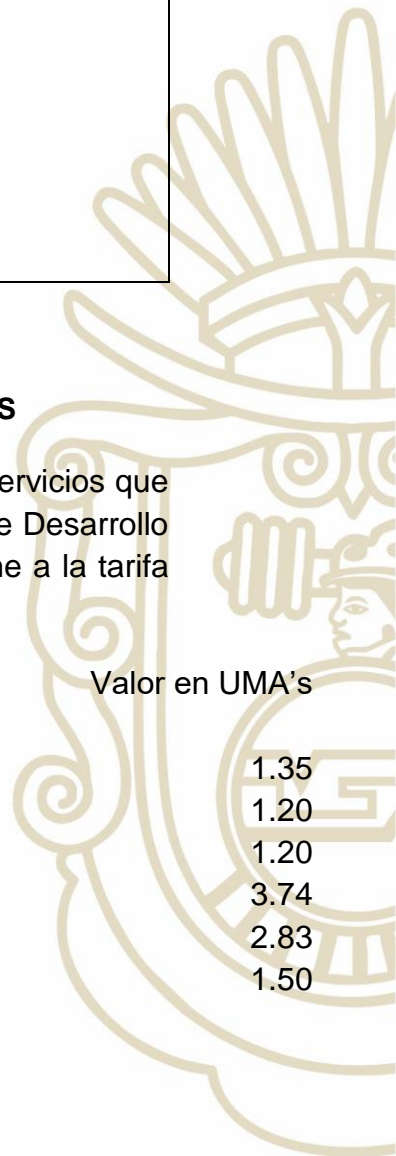 S
ervicios que
e Desarrollo
ne a la tarifa
Valor en UMA’s
1.35
1.20
1.20
3.74
2.83
1.50